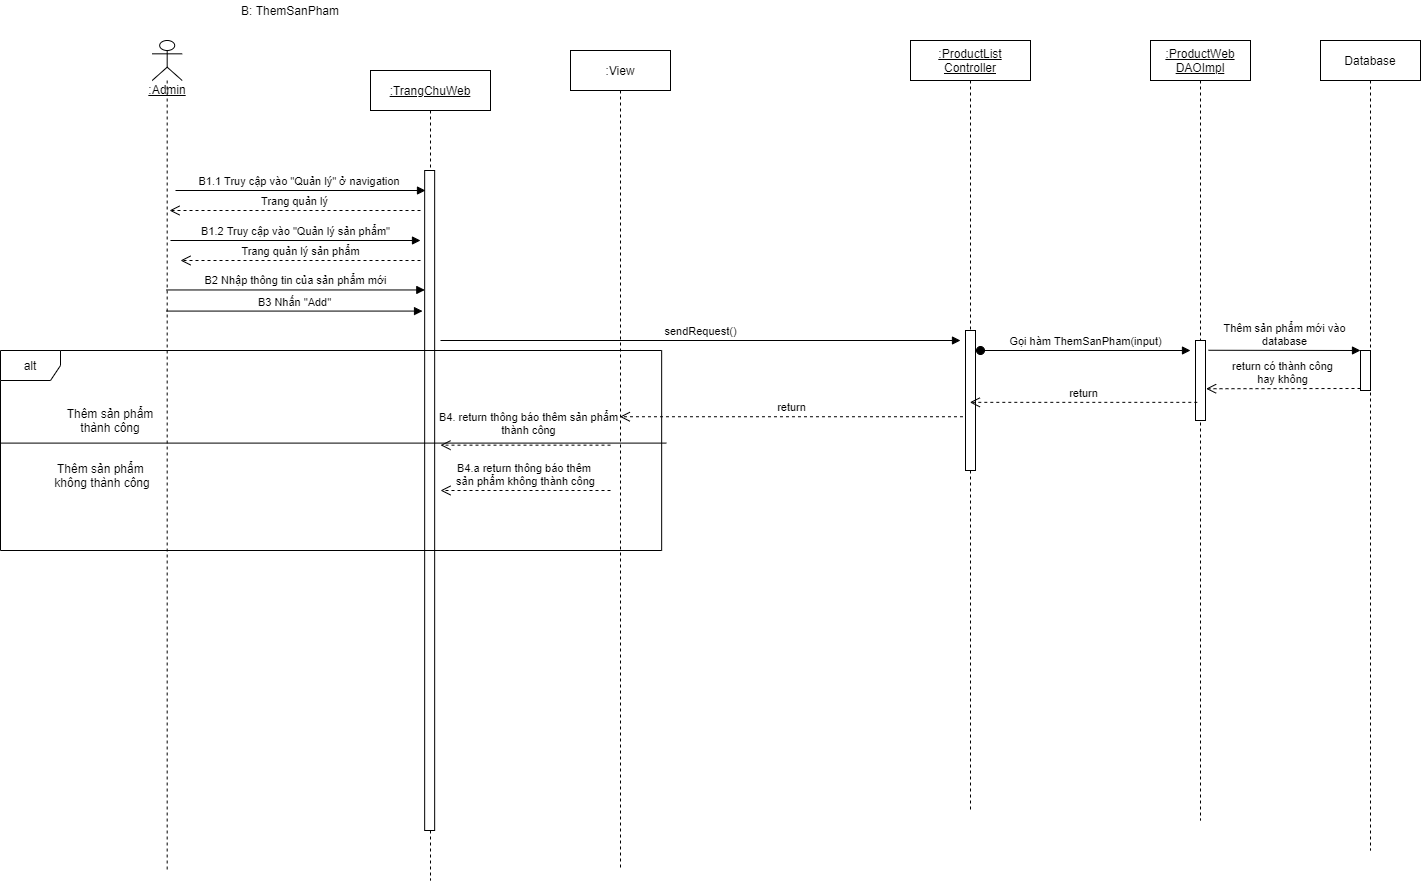 B: ThemSanPham
:Admin
:TrangChuWeb
:View
:ProductList
Controller
:ProductWeb
DAOImpl
Database
B1.1 Truy cập vào "Quản lý" ở navigation
Trang quản lý
B1.2 Truy cập vào "Quản lý sản phẩm"
Trang quản lý sản phẩm
B2 Nhập thông tin của sản phẩm mới
B3 Nhấn "Add"
sendRequest()
Gọi hàm ThemSanPham(input)
Thêm sản phẩm mới vào
database
return có thành công
hay không
return
return
alt
Thêm sản phẩm
thành công
B4. return thông báo thêm sản phẩm
thành công
Thêm sản phẩm
không thành công
B4.a return thông báo thêm
sản phẩm không thành công